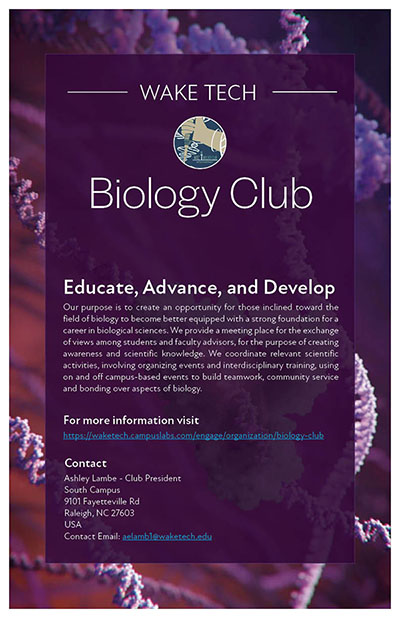 WAKE TECH
Biology Club
Educate, Advance, and Develop
Our purpose is to create an opportunity for those inclined toward the
field of biology to become better equipped with a strong foundation for a
career in biological sciences. We provide a meeting place for the exchange
of views among students and faculty advisors, for the purpose of creating
awareness and scientific knowledge. We coordinate relevant scientific
activities, involving organizing events and interdisciplinary training, using
on and off campus-based events to build teamwork, community service
and bonding over aspects of biology.
For more information visit
https://waketech.campuslabs.com/engage/organization/biology-club
Contact
Ashley Lambe - Club President
South Campus
9101 Fayetteville Rd
Raleigh, NC 27603
USA
Contact Email: aelamb1@waketech.edu